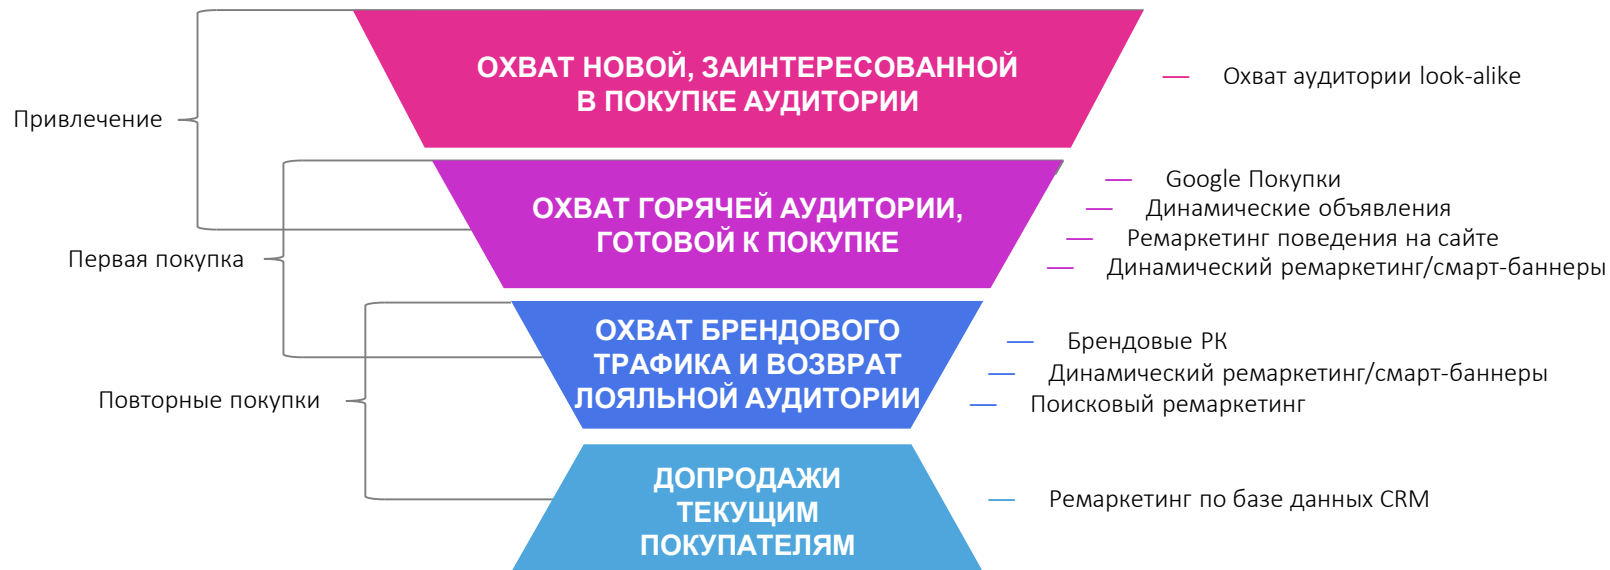 ОХВАТ НОВОЙ, ЗАИНТЕРЕСОВАННОЙ
В ПОКУПКЕ АУДИТОРИИ
Охват аудитории look-alike
Привлечение
ОХВАТ ГОРЯЧЕЙ АУДИТОРИИ,
ГОТОВОЙ К ПОКУПКЕ
Google Покупки
Динамические объявления
Ремаркетинг поведения на сайте
Динамический ремаркетинг/смарт-баннеры
Первая покупка
ОХВАТ БРЕНДОВОГО
ТРАФИКА И ВОЗВРАТ
ЛОЯЛЬНОЙ АУДИТОРИИ
Брендовые РК
Динамический ремаркетинг/смарт-баннеры
Поисковый ремаркетинг
Повторные покупки
ДОПРОДАЖИ
ТЕКУЩИМ
ПОКУПАТЕЛЯМ
Ремаркетинг по базе данных CRM